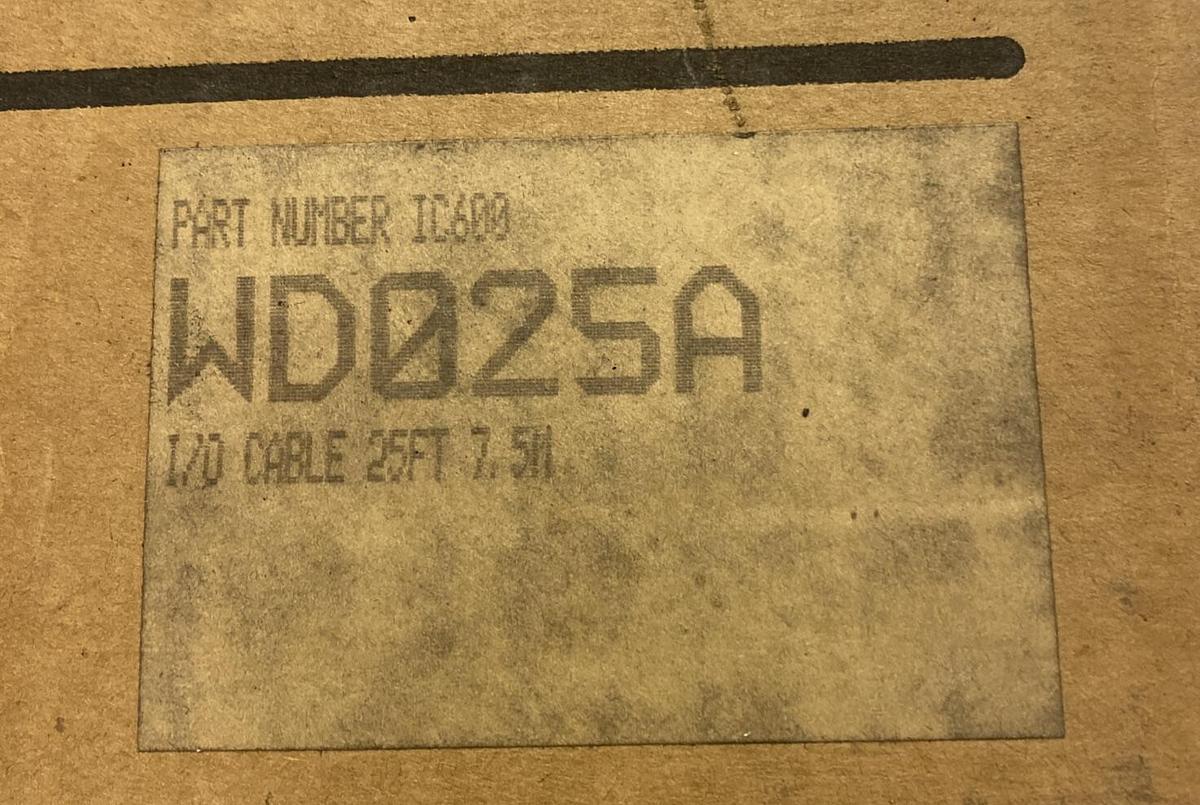 PART NUMBER IC600
WD025A
I/O CABLE 25FT 7.5M